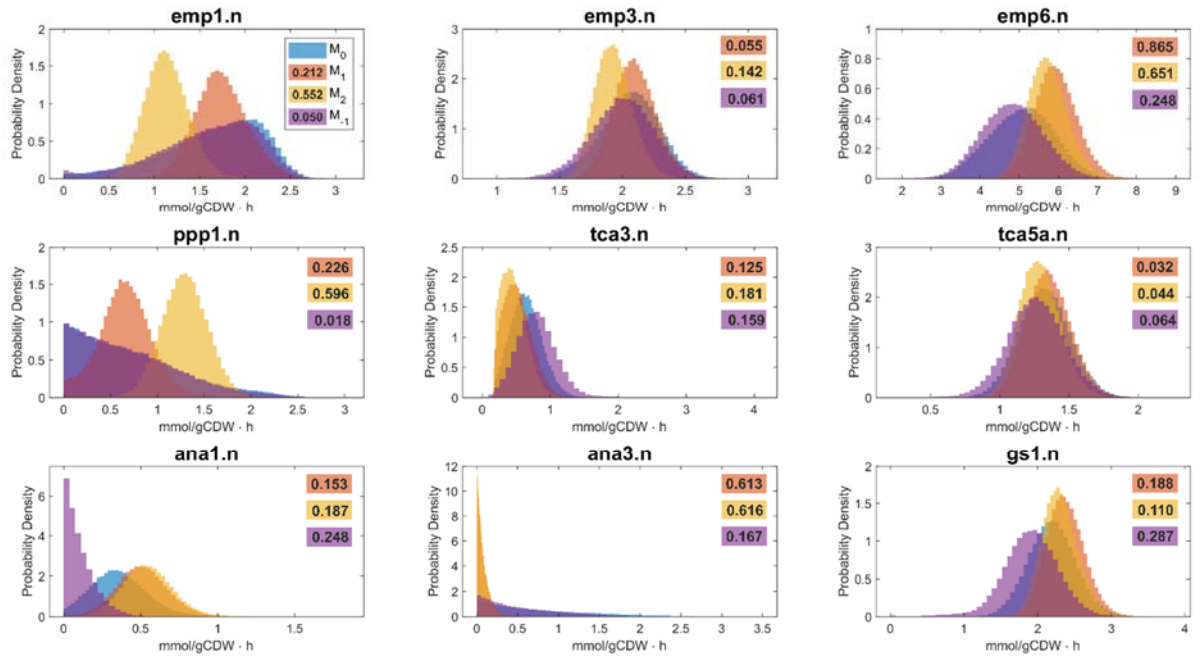 emp1.n
Probability Density
2
1.5
1
0.5
0
0 0.5 1 1.5 2 2.5 3
mmol/gCDW · h
M0
0.212 M1
0.552 M2
0.050 M-1
emp3.n
Probability Density
3
2
1
0
1 1.5 2 2.5 3
mmol/gCDW · h
0.055
0.142
0.061
emp6.n
Probability Density
1
0.8
0.6
0.4
0.2
0
2 3 4 5 6 7 8 9
mmol/gCDW · h
0.865
0.651
0.248
ppp1.n
Probability Density
2
1.5
1
0.5
0
0 0.5 1 1.5 2 2.5 3
mmol/gCDW · h
0.226
0.596
0.018
tca3.n
Probability Density
2.5
2
1.5
1
0.5
0
0 1 2 3 4
mmol/gCDW · h
0.125
0.181
0.159
tca5a.n
Probability Density
3
2
1
0
0.5 1 1.5 2
mmol/gCDW · h
0.032
0.044
0.064
ana1.n
Probability Density
6
4
2
0
0 0.5 1 1.5
mmol/gCDW · h
0.153
0.187
0.248
ana3.n
Probability Density
12
10
8
6
4
2
0
0 0.5 1 1.5 2 2.5 3 3.5
mmol/gCDW · h
0.613
0.616
0.167
gs1.n
Probability Density
2
1.5
1
0.5
0
0 1 2 3 4
mmol/gCDW · h
0.188
0.110
0.287